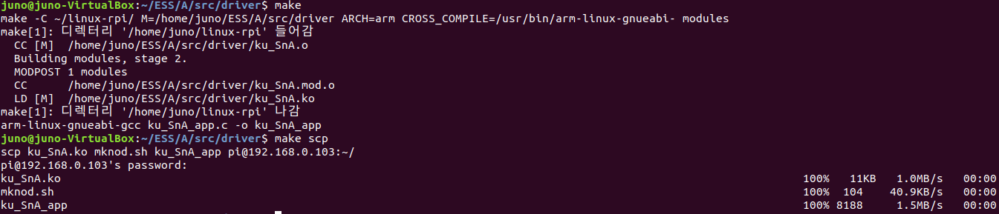 juno@juno-VirtualBox:~/ESS/A/src/driver$ make
make -C ~/linux-rpi/ M=/home/juno/ESS/A/src/driver ARCH=arm CROSS_COMPILE=/usr/bin/arm-linux-gnueabi- modules
make[1]: 디렉터리 '/home/juno/linux-rpi' 들어감
  CC [M]  /home/juno/ESS/A/src/driver/ku_SnA.o
  Building modules, stage 2.
  MODPOST 1 modules
  CC      /home/juno/ESS/A/src/driver/ku_SnA.mod.o
  LD [M]  /home/juno/ESS/A/src/driver/ku_SnA.ko
make[1]: 디렉터리 '/home/juno/linux-rpi' 나감
arm-linux-gnueabi-gcc ku_SnA_app.c -o ku_SnA_app
juno@juno-VirtualBox:~/ESS/A/src/driver$ make scp
scp ku_SnA.ko mknod.sh ku_SnA_app pi@192.168.0.103:~/
pi@192.168.0.103's password:
ku_SnA.ko 100% 11KB 1.0MB/s 00:00
mknod.sh 100% 104 40.9KB/s 00:00
ku_SnA_app 100% 8188 1.5MB/s 00:00